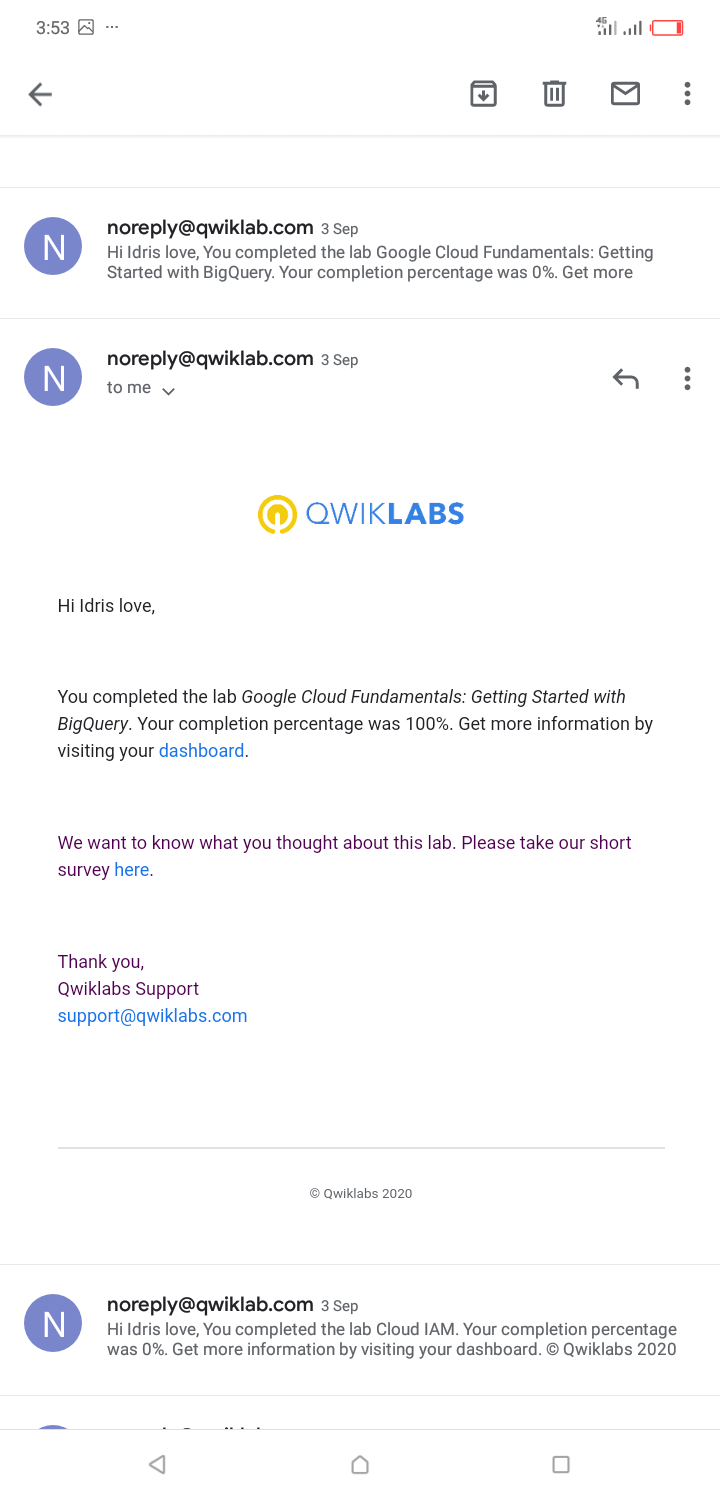 3:53 ... 4G
N
noreply@qwiklab.com 3 Sep
Hi Idris love, You completed the lab Google Cloud Fundamentals: Getting
Started with BigQuery. Your completion percentage was 0%. Get more
N
noreply@qwiklab.com 3 Sep
to me
QWIKLABS
Hi Idris love,
You completed the lab Google Cloud Fundamentals: Getting Started with
BigQuery. Your completion percentage was 100%. Get more information by
visiting your dashboard.
We want to know what you thought about this lab. Please take our short
survey here.
Thank you,
Qwiklabs Support
support@qwiklabs.com
© Qwiklabs 2020
N
noreply@qwiklab.com 3 Sep
Hi Idris love, You completed the lab Cloud IAM. Your completion percentage
was 0%. Get more information by visiting your dashboard. © Qwiklabs 2020